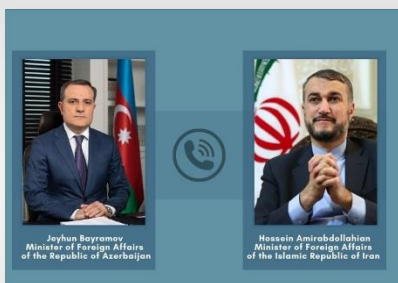 Jeyhun Bayramov
Minister of Foreign Affairs
of the Republic of Azerbaijan
Hossein Amirabdollahian
Minister of Foreign Affairs
of the Islamic Republic of Iran